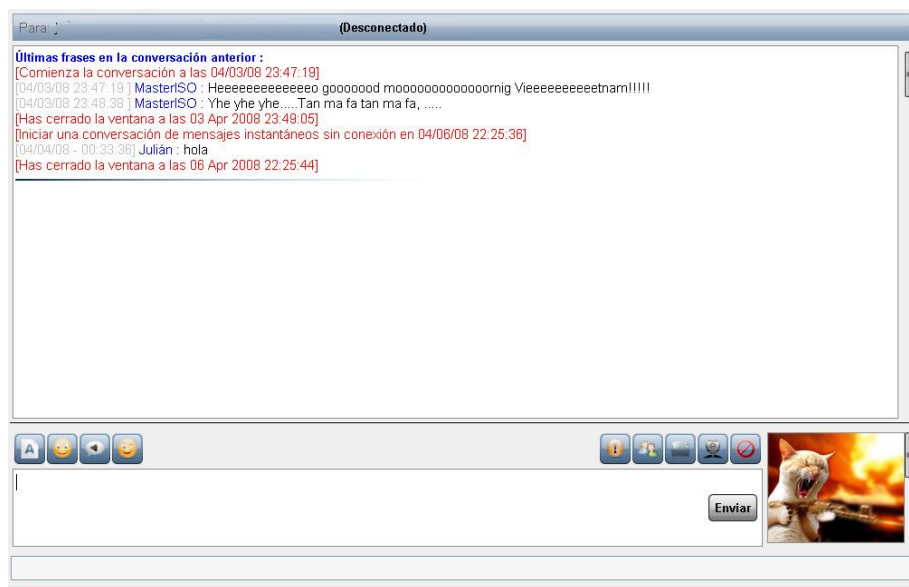 Para: (Desconectado)
Últimas frases en la conversación anterior :
[Comienza la conversación a las 04/03/08 23:47:19]
[04/03/08 23:47:19 ] MasterISO : Heeeeeeeeeeeeeo gooooood moooooooooooooornig Vieeeeeeeeeetnam!!!!!
[04/03/08 23:48:38 ] MasterISO : Yhe yhe yhe.....Tan ma fa tan ma fa, .....
[Has cerrado la ventana a las 03 Apr 2008 23:49:05]
[Iniciar una conversación de mensajes instantáneos sin conexión en 04/06/08 22:25:36]
[04/04/08 - 00:33:36] Julián : hola
[Has cerrado la ventana a las 06 Apr 2008 22:25:44]
A
Enviar